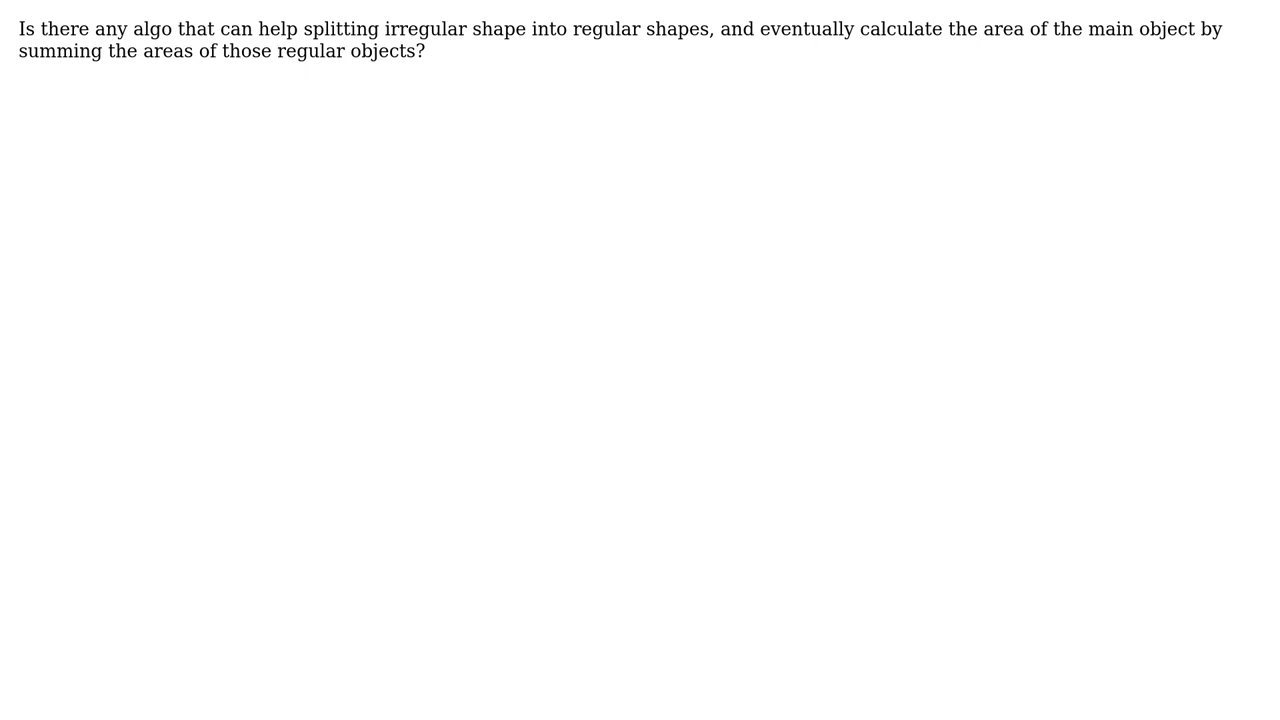 Is there any algo that can help splitting irregular shape into regular shapes, and eventually calculate the area of the main object by
summing the areas of those regular objects?